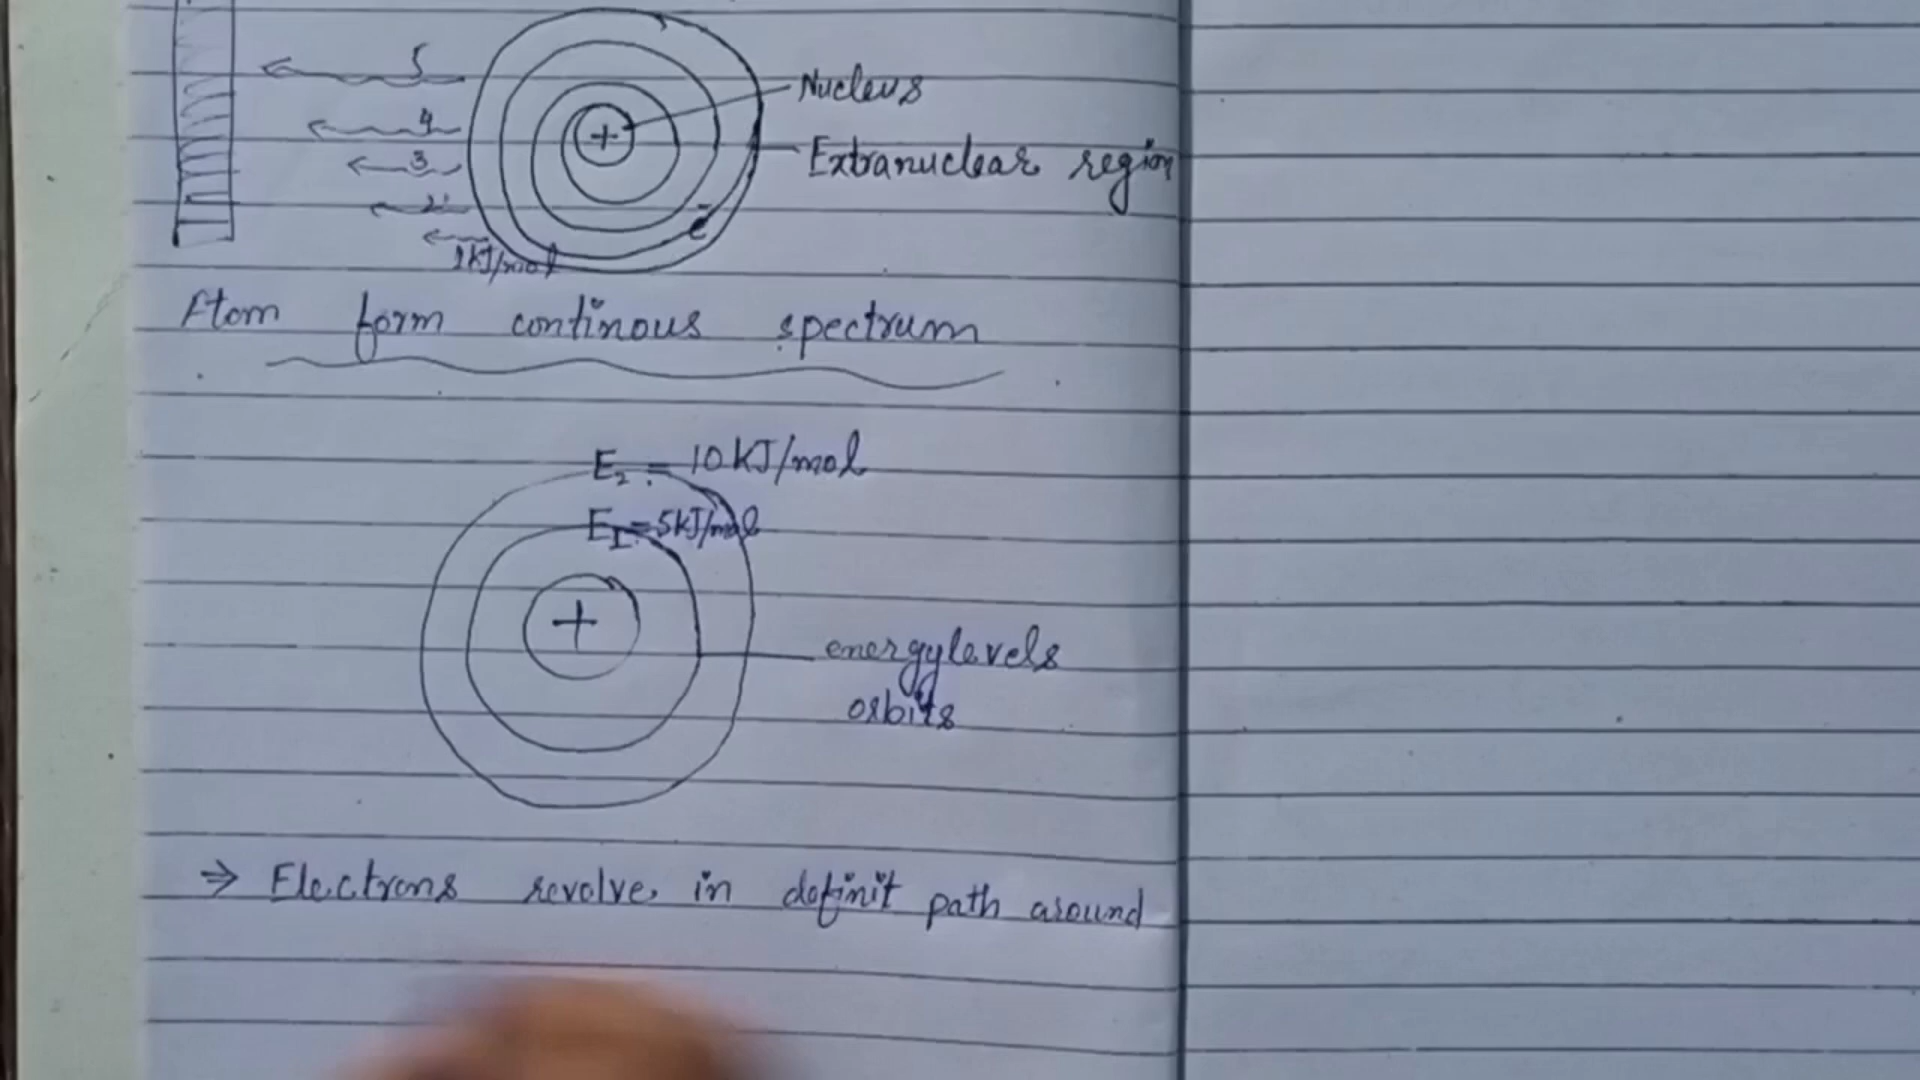 5
Nucleus
4
3
Extranuclear region
2
e-
1kJ/mol
Atom form continous spectrum
E2 = 10kJ/mol
E1=5kJ/mol
+
energylevels
orbits
⇒ Electrons revolve, in definit path around